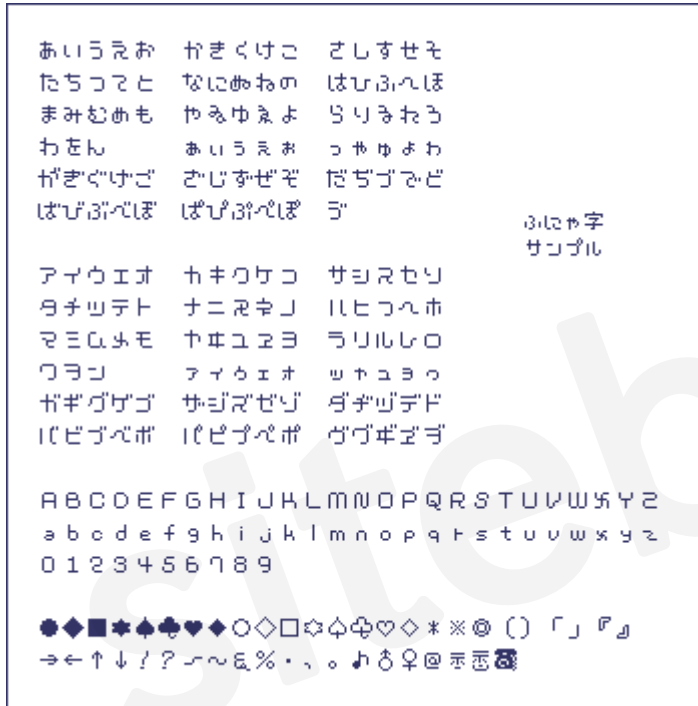 あいうえお かきくけこ さしすせそ
たちつてと なにぬねの はひふへほ
まみむめも やゐゆゑよ らりるれろ
わをん ぁぃぅぇぉ っゃゅょゎ
がぎぐげご ざじずぜぞ だぢづでど
ばびぶべぼ ぱぴぷぺぽ ゔ
ふにゃ字
サンプル
アイウエオ カキクケコ サシスセソ
タチツテト ナニヌネノ ハヒフヘホ
マミムメモ ヤヰユヱヨ ラリルレロ
ワヲン ァィゥェォ ッャュョヮ
ガギグゲゴ ザジズゼゾ ダヂヅデド
バビブベボ パピプペポ ヴヷヸヹヺ
ABCDEFGHIJKLMNOPQRSTUVWXYZ
abcdefghijklmnopqrstuvwxyz
0123456789
●◆■✱♠♣♥♦○◇□✡♤♧♡♢*※◎()「」『』
→←↑↓!?-~&%・、。♪♂♀@〒〠☎
siteb